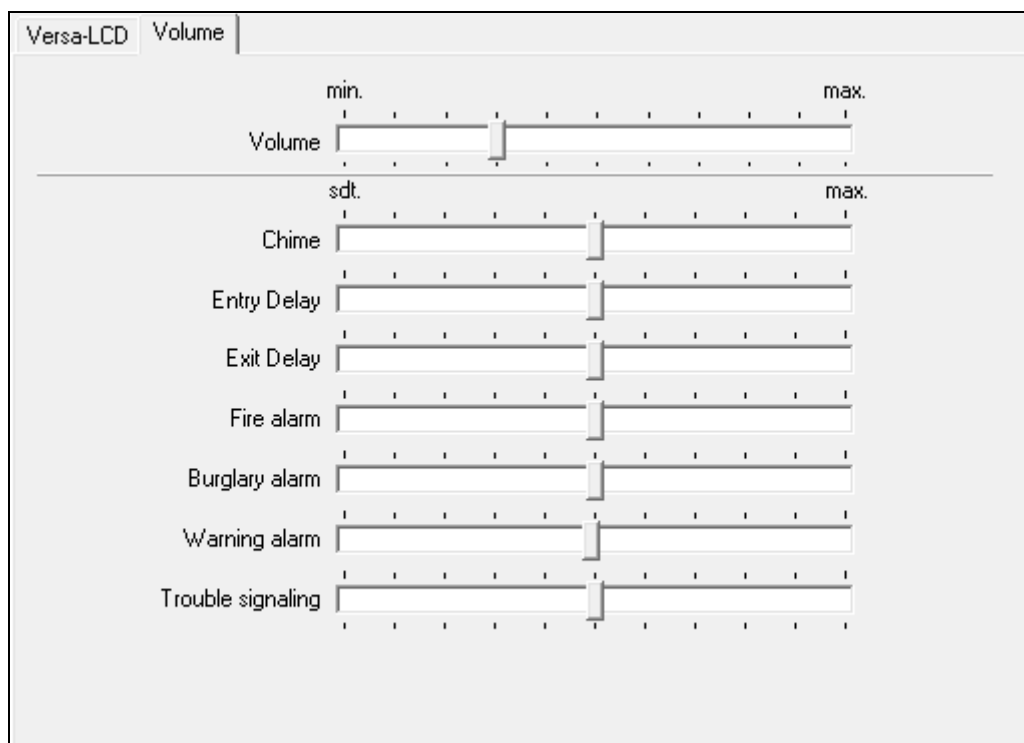 Versa-LCD Volume
min. max.
Volume
sdt. max.
Chime
Entry Delay
Exit Delay
Fire alarm
Burglary alarm
Warning alarm
Trouble signaling